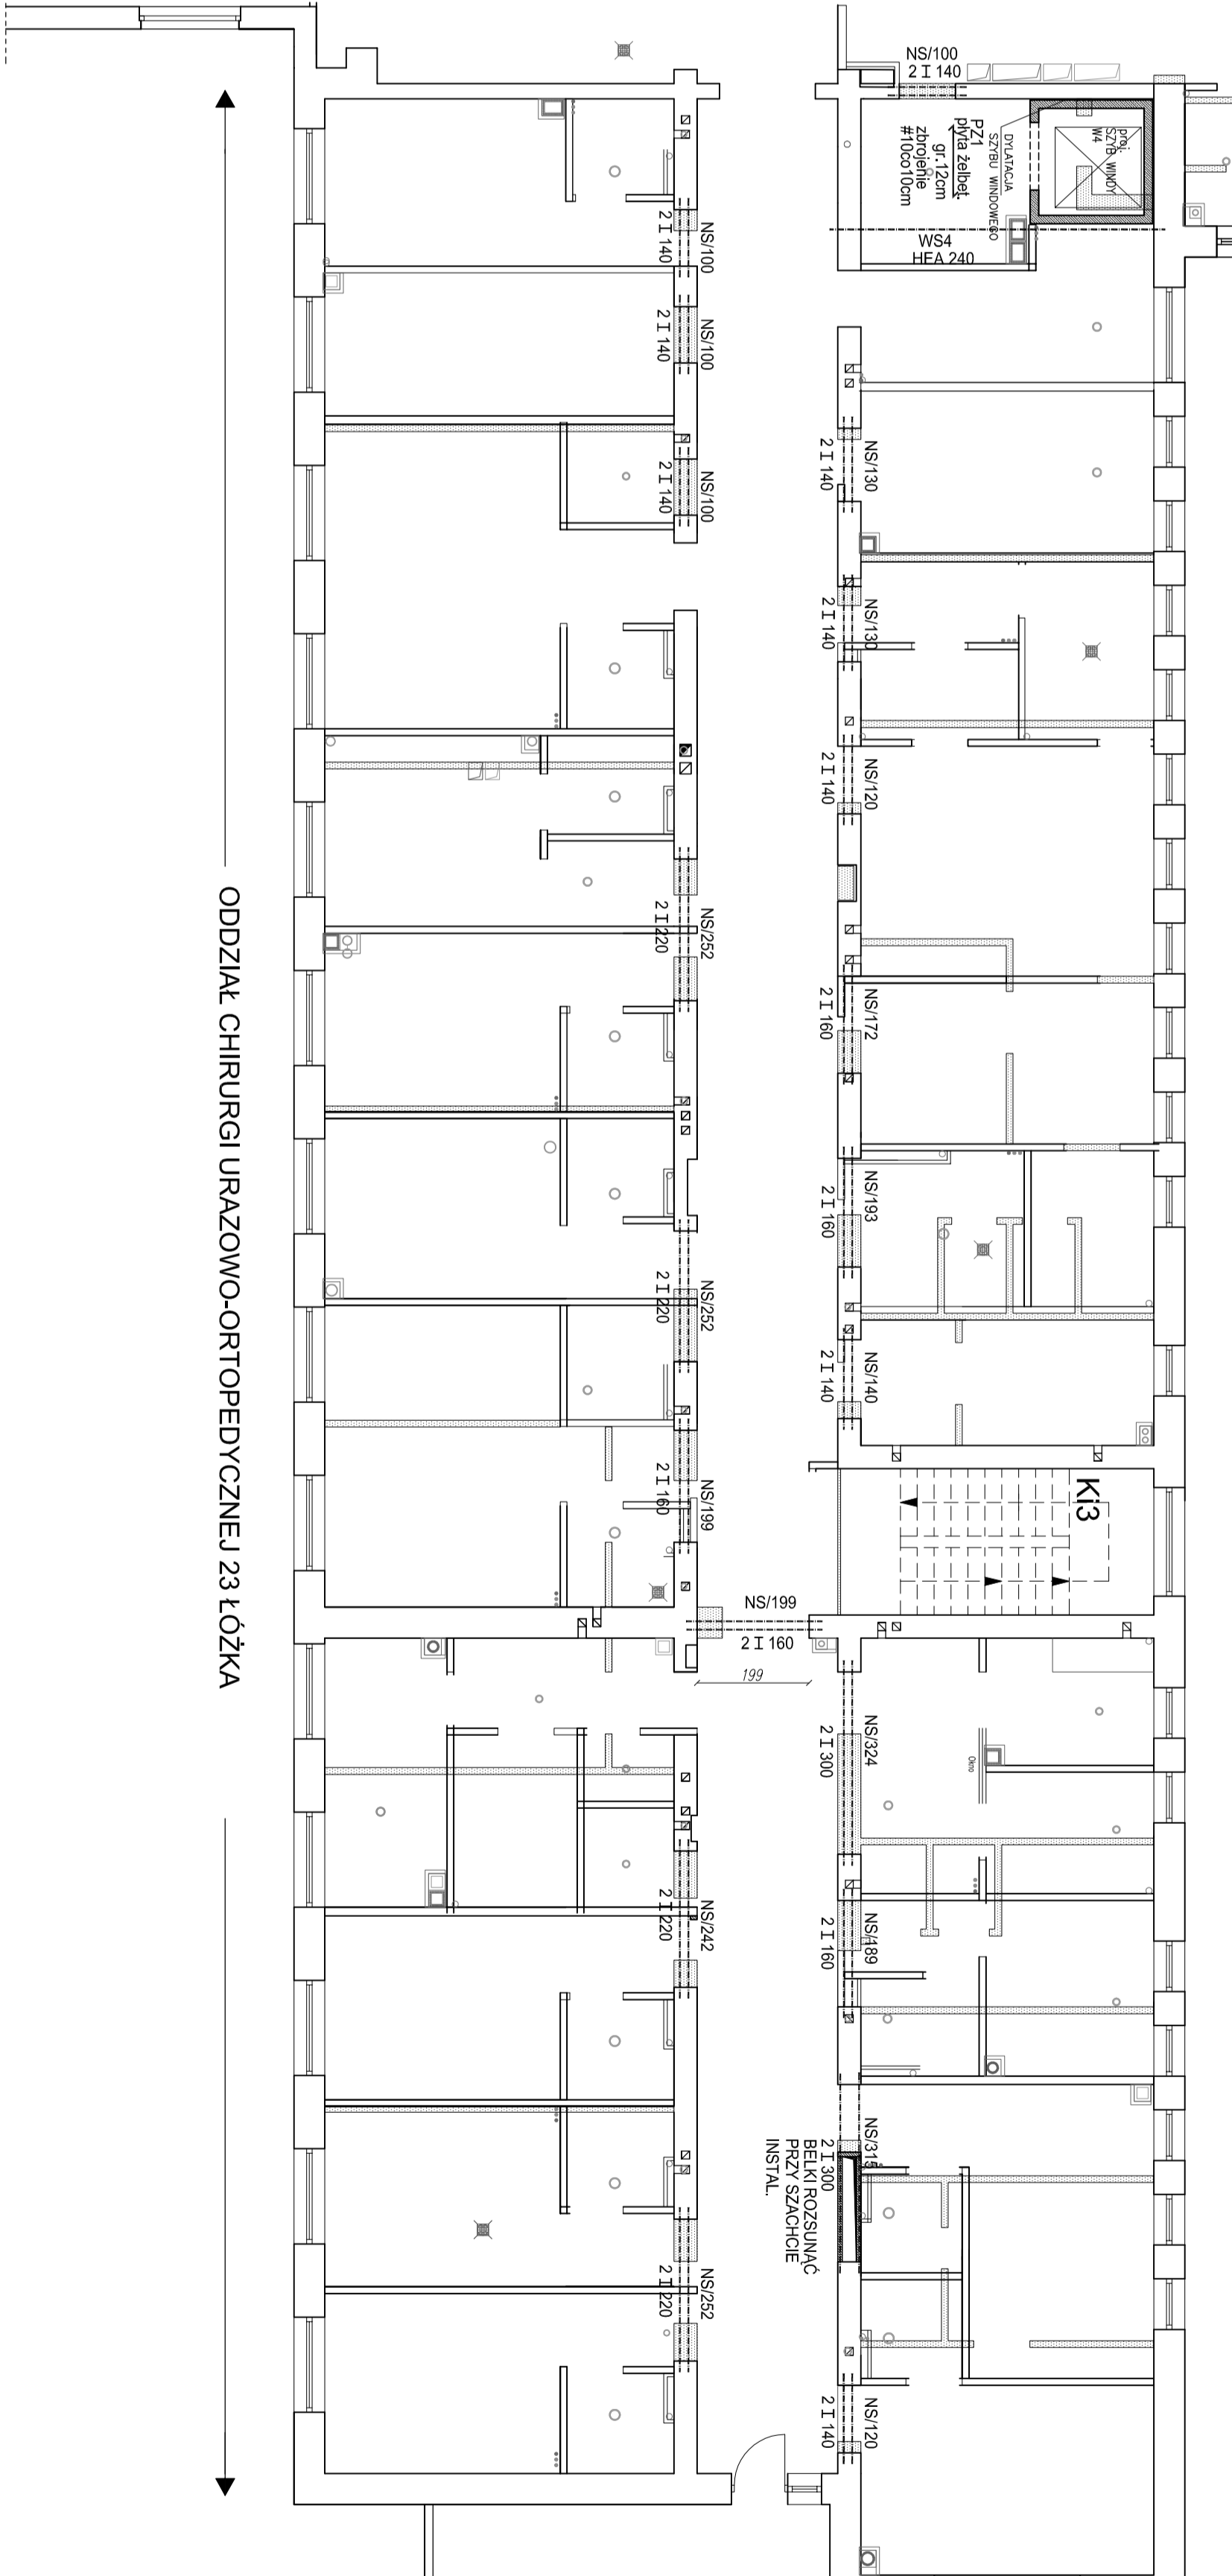 NS/100
2 I 140
proj.
SZYB WINDY
W4
DYLATACJA
SZYBU WINDOWEGO
PZ1
płyta żelbet.
gr.12cm
zbrojenie
#10co10cm
WS4
HEA 240
NS/100
2 I 140
NS/100
2 I 140
NS/100
2 I 140
NS/130
2 I 140
NS/130
2 I 140
NS/120
2 I 140
NS/252
2 I 220
NS/172
2 I 160
NS/193
2 I 160
NS/252
2 I 220
NS/140
2 I 140
NS/199
2 I 160
Ki3
NS/199
2 I 160
199
NS/324
2 I 300
Okno
NS/242
2 I 220
NS/189
2 I 160
NS/315
2 I 300
BELKI ROZSUNĄĆ
PRZY SZACHCIE
INSTAL.
NS/252
2 I 220
NS/120
2 I 140
ODDZIAŁ CHIRURGI URAZOWO-ORTOPEDYCZNEJ 23 ŁÓŻKA